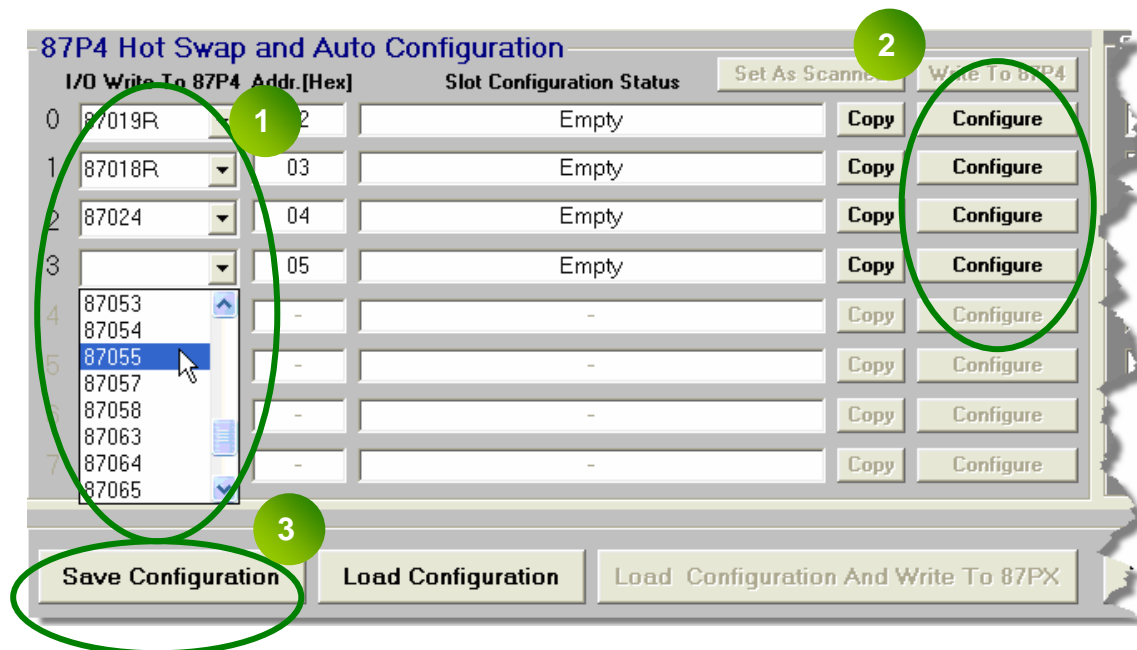 87P4 Hot Swap and Auto Configuration
2
I/O Write To 87P4 Addr.[Hex] Slot Configuration Status Set As Scanned Write To 87P4
1
0 87019R 2 Empty Copy Configure
1 87018R 03 Empty Copy Configure
2 87024 04 Empty Copy Configure
3 05 Empty Copy Configure
87053
4 - - Copy Configure
87054
5 87055 - - Copy Configure
87057
87058
6 - - Copy Configure
87063
87064
7 - - Copy Configure
87065
3
Save Configuration Load Configuration Load Configuration And Write To 87PX